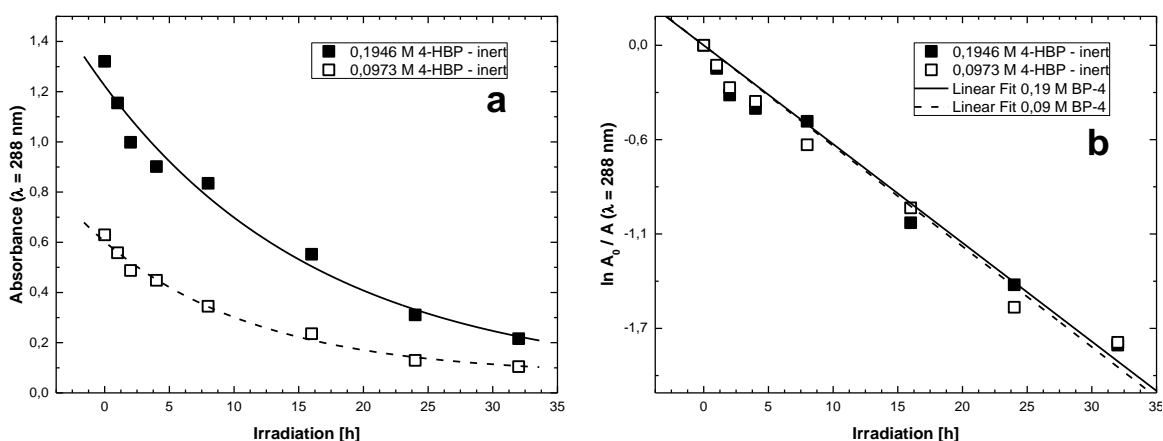 1,4
1,2
1,0
0,8
0,6
0,4
0,2
0,0
0
5
10
15
20
25
30
35
Absorbance (λ = 288 nm)
Irradiation [h]
0,1946 M 4-HBP - inert
0,0973 M 4-HBP - inert
a
0,0
-0,6
-1,1
-1,7
0
5
10
15
20
25
30
35
ln A₀ / A (λ = 288 nm)
Irradiation [h]
0,1946 M 4-HBP - inert
0,0973 M 4-HBP - inert
Linear Fit 0,19 M BP-4
Linear Fit 0,09 M BP-4
b